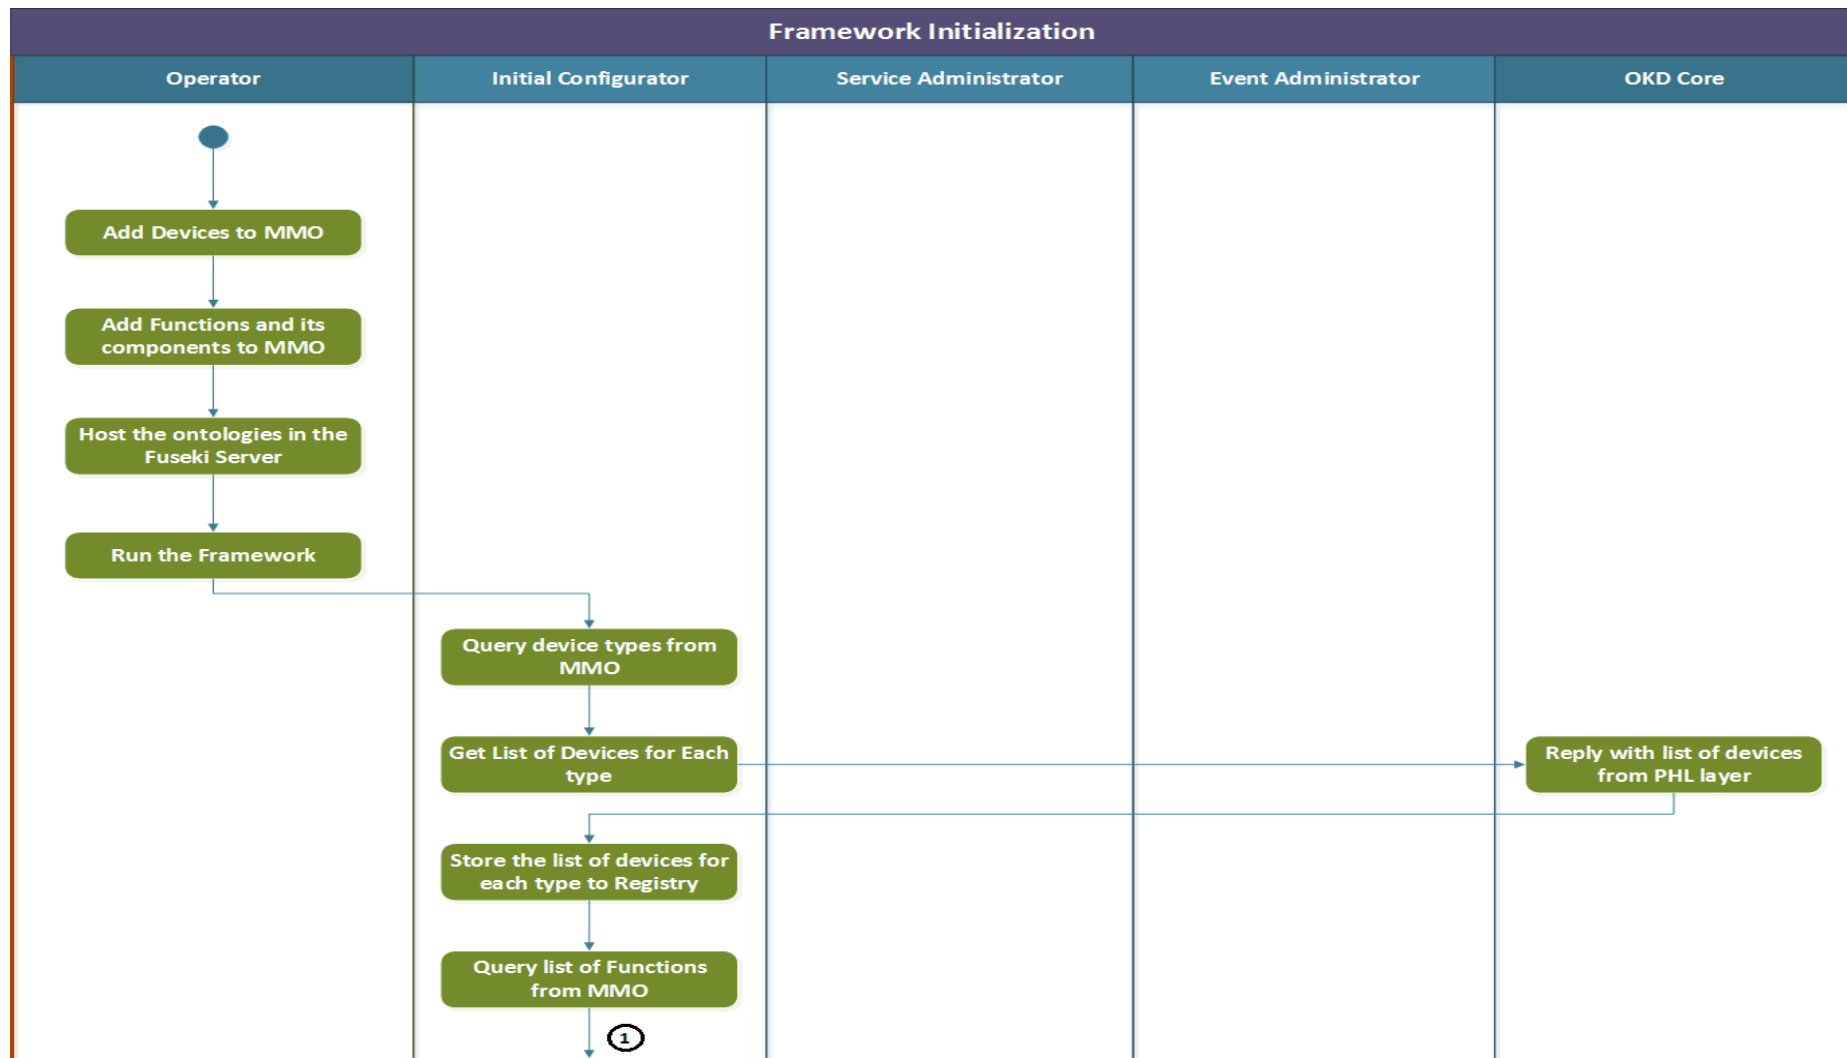 Framework Initialization
Operator
Initial Configurator
Service Administrator
Event Administrator
OKD Core
Add Devices to MMO
Add Functions and its
components to MMO
Host the ontologies in the
Fuseki Server
Run the Framework
Query device types from
MMO
Get List of Devices for Each
type
Reply with list of devices
from PHL layer
Store the list of devices for
each type to Registry
Query list of Functions
from MMO
1